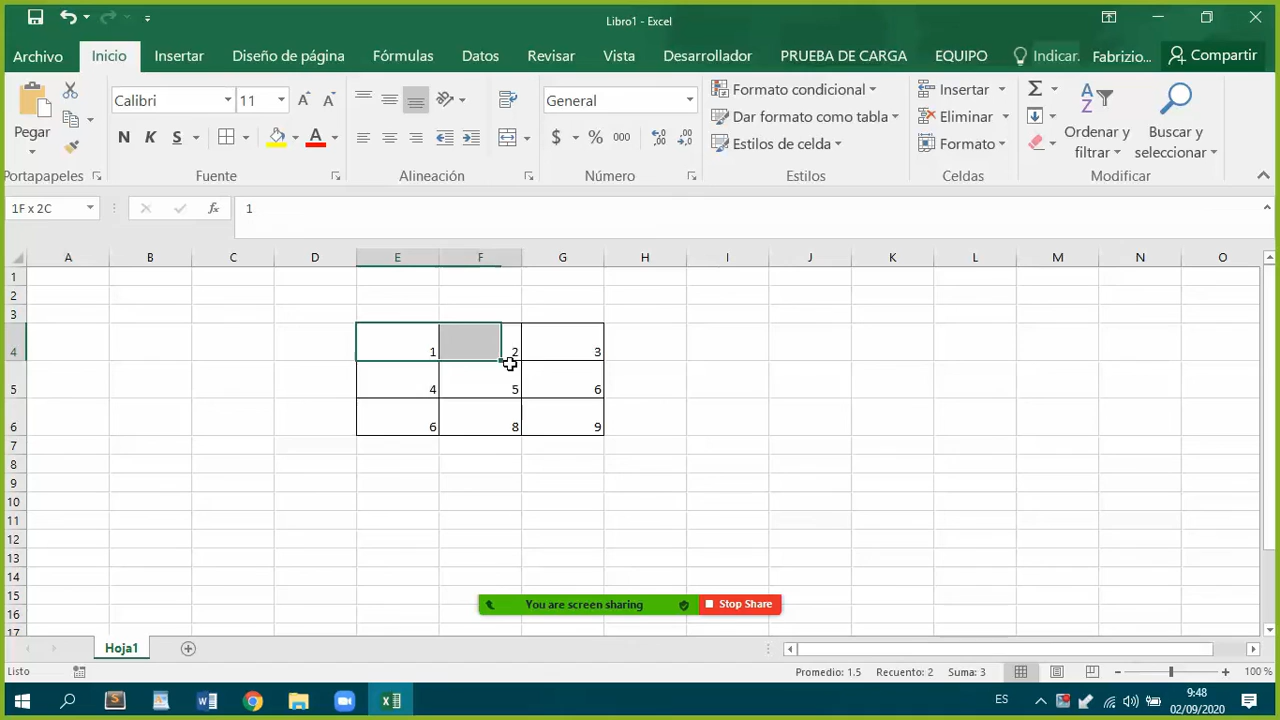 Libro1 - Excel
Archivo Inicio Insertar Diseño de página Fórmulas Datos Revisar Vista Desarrollador PRUEBA DE CARGA EQUIPO Indicar. Fabrizio... Compartir
Pegar
Portapapeles
Calibri 11
N K S A
Fuente
Alineación
General
$ % 000
Número
Formato condicional
Dar formato como tabla
Estilos de celda
Estilos
Insertar
Eliminar
Formato
Celdas
Ordenar y filtrar
Buscar y seleccionar
Modificar
1F x 2C fx 1
A B C D E F G H I J K L M N O
1
2
3
4 1 2 3
5 4 5 6
6 6 8 9
7
8
9
10
11
12
13
14
15
16
17
You are screen sharing Stop Share
Hoja1
Listo Promedio: 1.5 Recuento: 2 Suma: 3 100 %
ES 9:48
02/09/2020